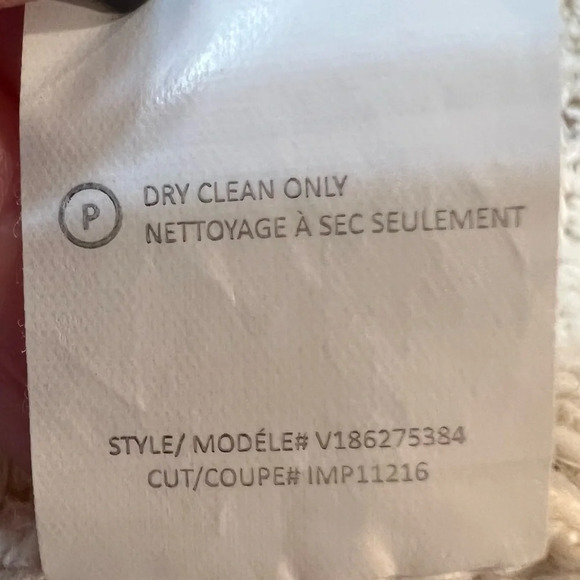 P
DRY CLEAN ONLY
NETTOYAGE À SEC SEULEMENT
STYLE/ MODÉLE# V186275384
CUT/COUPE# IMP11216